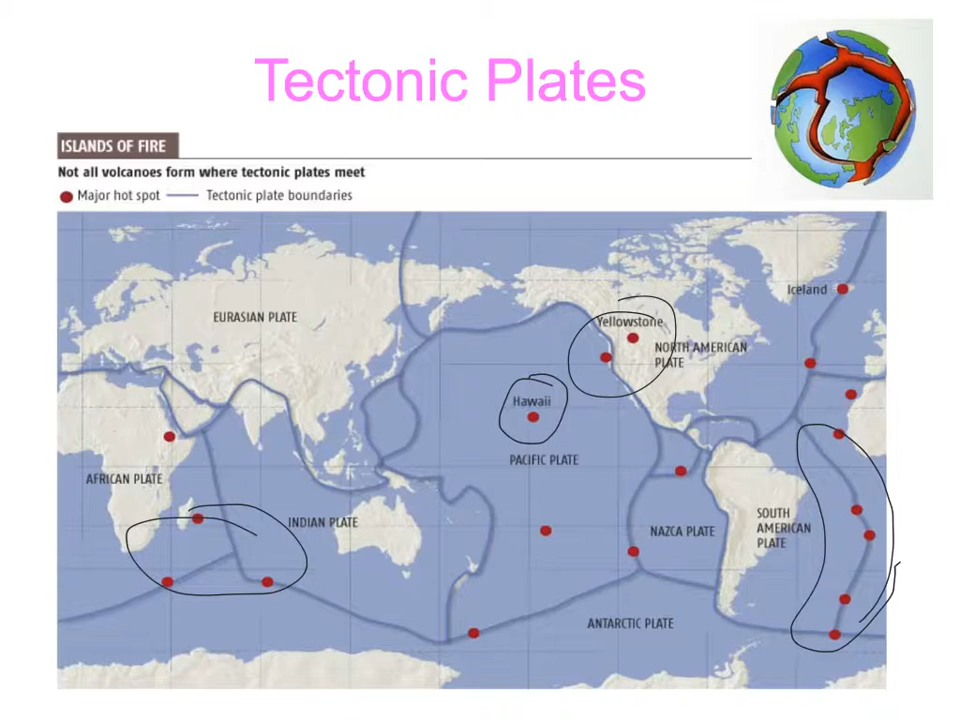 Tectonic Plates
ISLANDS OF FIRE
Not all volcanoes form where tectonic plates meet
Major hot spot
Tectonic plate boundaries
Iceland
EURASIAN PLATE
Yellowstone
NORTH AMERICAN
PLATE
Hawaii
PACIFIC PLATE
AFRICAN PLATE
INDIAN PLATE
NAZCA PLATE
SOUTH
AMERICAN
PLATE
ANTARCTIC PLATE